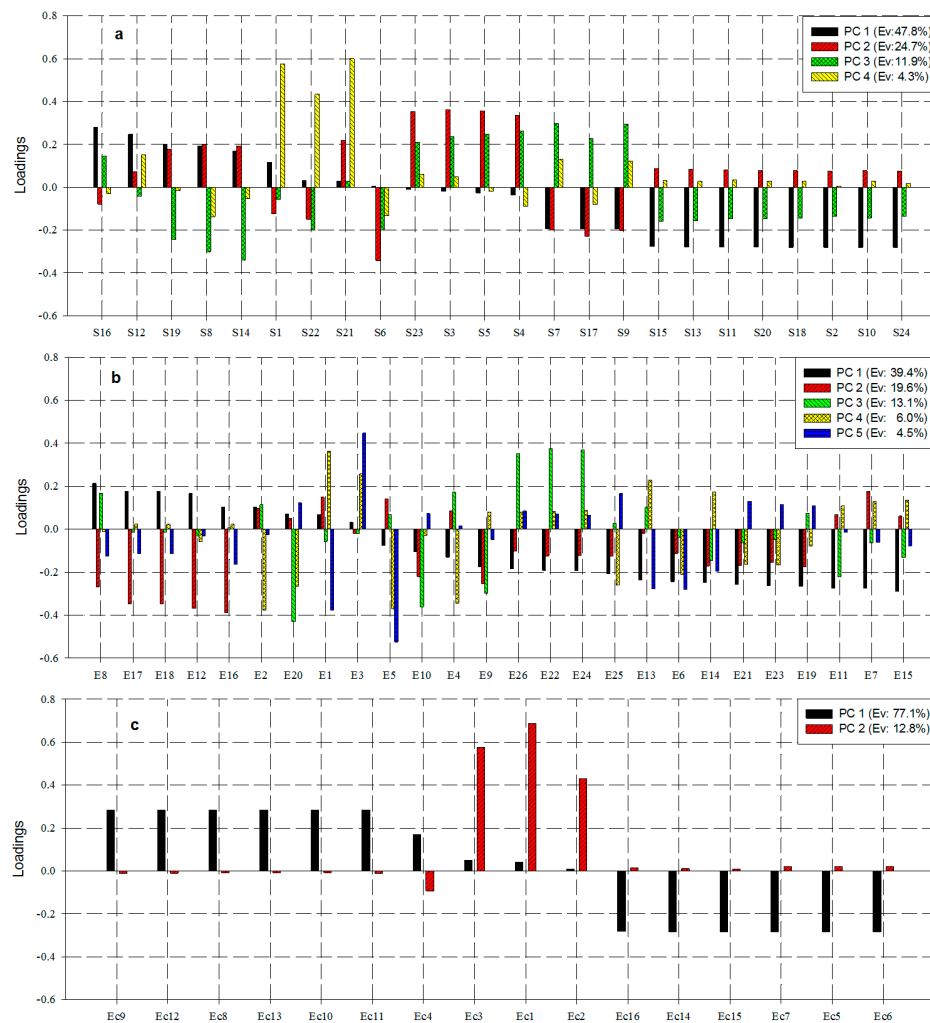 a
PC 1 (Ev:47.8%)
PC 2 (Ev:24.7%)
PC 3 (Ev:11.9%)
PC 4 (Ev: 4.3%)
Loadings
0.8
0.6
0.4
0.2
0.0
-0.2
-0.4
-0.6
S16 S12 S19 S8 S14 S1 S22 S21 S6 S23 S3 S5 S4 S7 S17 S9 S15 S13 S11 S20 S18 S2 S10 S24
b
PC 1 (Ev: 39.4%)
PC 2 (Ev: 19.6%)
PC 3 (Ev: 13.1%)
PC 4 (Ev: 6.0%)
PC 5 (Ev: 4.5%)
Loadings
0.8
0.6
0.4
0.2
0.0
-0.2
-0.4
-0.6
E8 E17 E18 E12 E16 E2 E20 E1 E3 E5 E10 E4 E9 E26 E22 E24 E25 E13 E6 E14 E21 E23 E19 E11 E7 E15
c
PC 1 (Ev: 77.1%)
PC 2 (Ev: 12.8%)
Loadings
0.8
0.6
0.4
0.2
0.0
-0.2
-0.4
-0.6
Ec9 Ec12 Ec8 Ec13 Ec10 Ec11 Ec4 Ec3 Ec1 Ec2 Ec16 Ec14 Ec15 Ec7 Ec5 Ec6